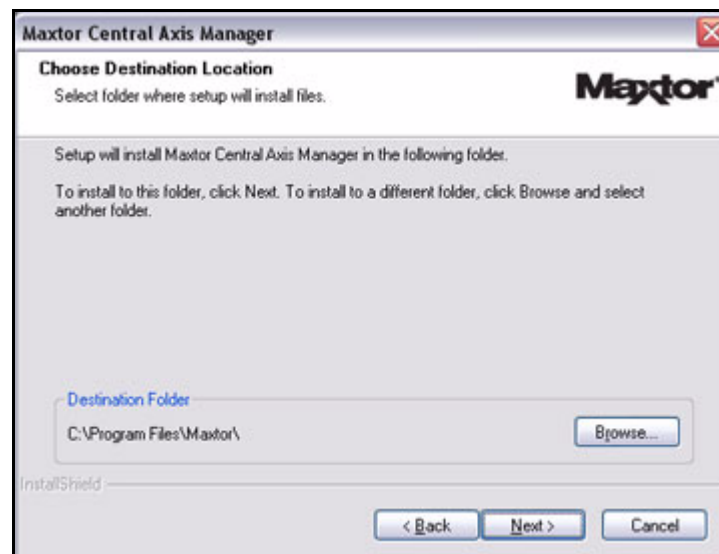 Maxtor Central Axis Manager
Choose Destination Location
Select folder where setup will install files.
Maxtor
Setup will install Maxtor Central Axis Manager in the following folder.
To install to this folder, click Next. To install to a different folder, click Browse and select
another folder.
Destination Folder
C:\Program Files\Maxtor\
Browse...
InstallShield
< Back
Next >
Cancel